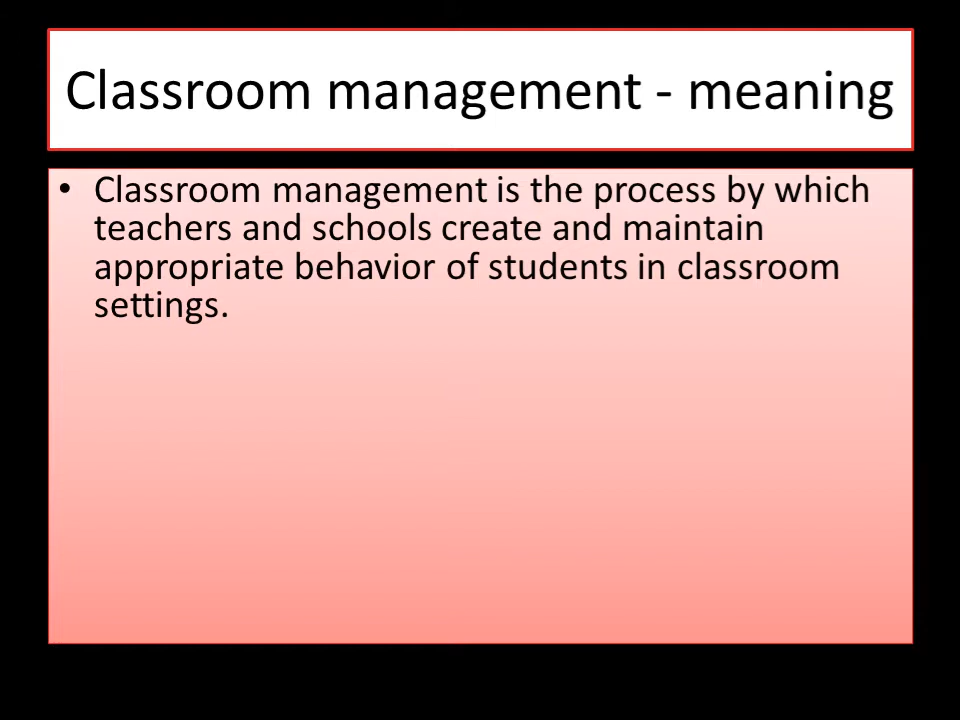 Classroom management - meaning
• Classroom management is the process by which
teachers and schools create and maintain
appropriate behavior of students in classroom
settings.